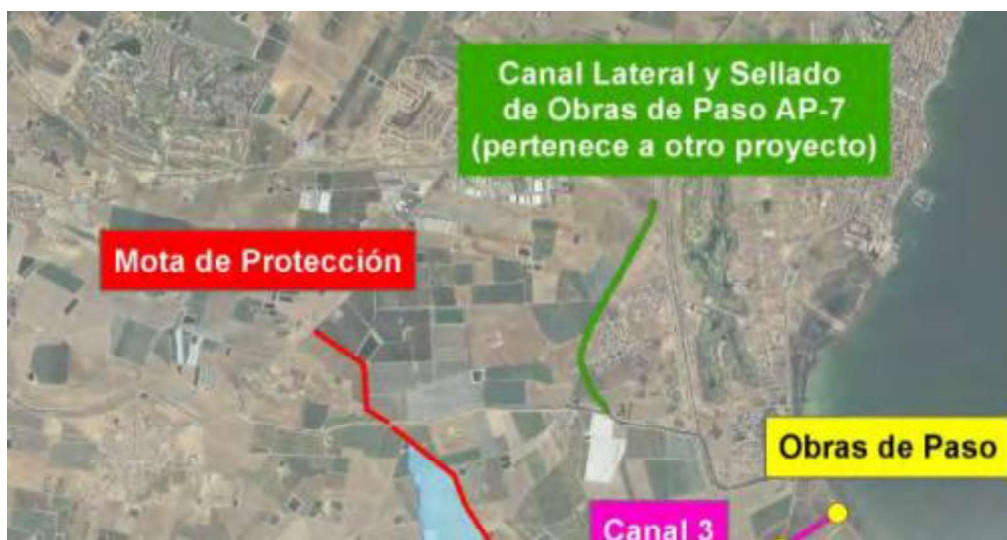 Canal Lateral y Sellado
de Obras de Paso AP-7
(pertenece a otro proyecto)
Mota de Protección
Obras de Paso
Canal 3